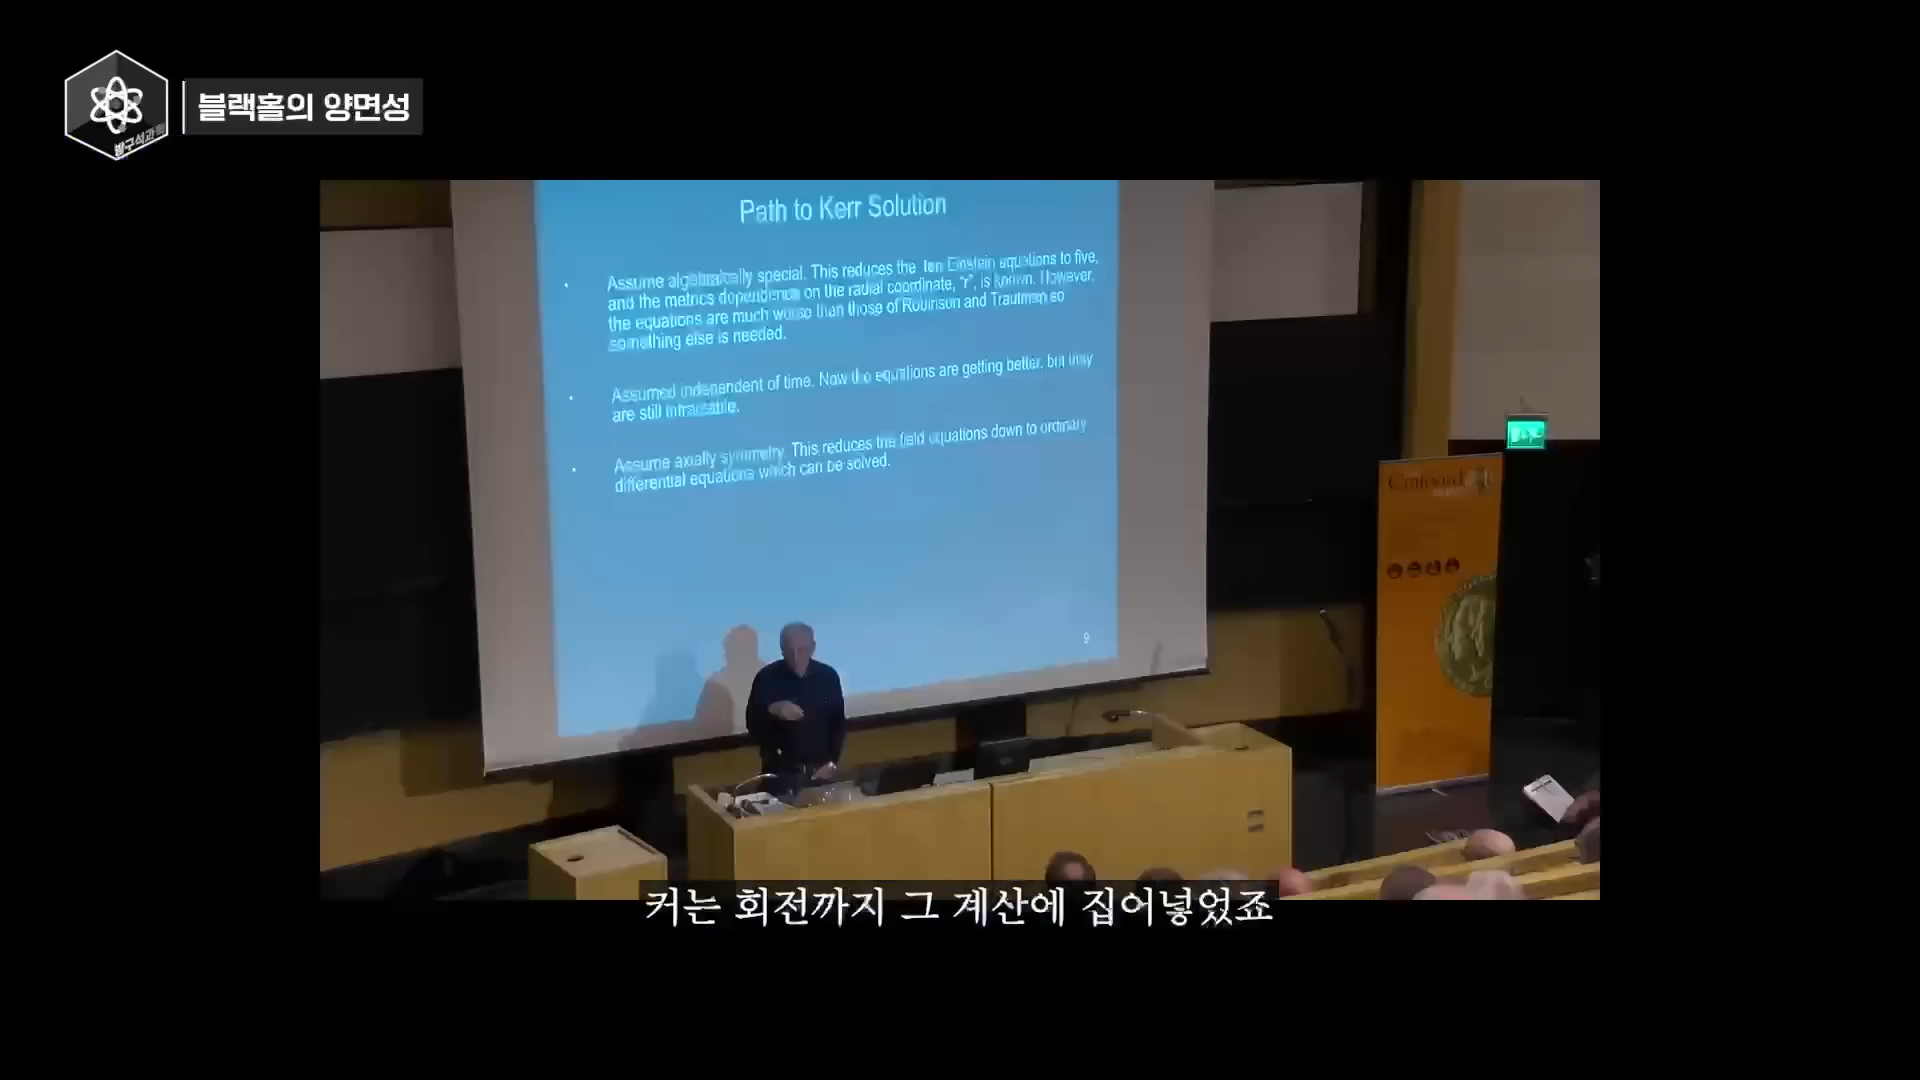 블랙홀의 양면성
방구석과학
Path to Kerr Solution
Assume algebraically special. This reduces the ten Einstein equations to five,
and the metrics dependence on the radial coordinate, "r", is known. However,
the equations are much worse than those of Robinson and Trautman so
something else is needed.
Assumed independent of time. Now the equations are getting better, but they
are still intractable.
Assume axially symmetry. This reduces the field equations down to ordinary
differential equations which can be solved.
9
커는 회전까지 그 계산에 집어넣었죠